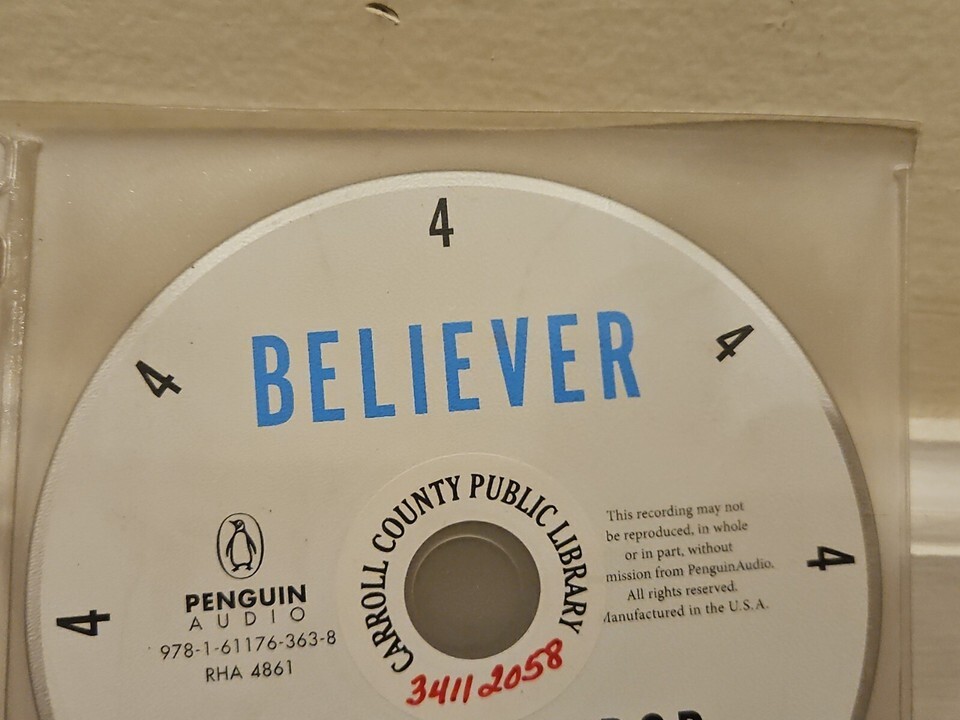 4
BELIEVER
4
4
CARROLL COUNTY PUBLIC LIBRARY
34112058
PENGUIN
AUDIO
978-1-61176-363-8
RHA 4861
This recording may not
be reproduced, in whole
or in part, without
mission from PenguinAudio.
All rights reserved.
Manufactured in the U.S.A.
4
4